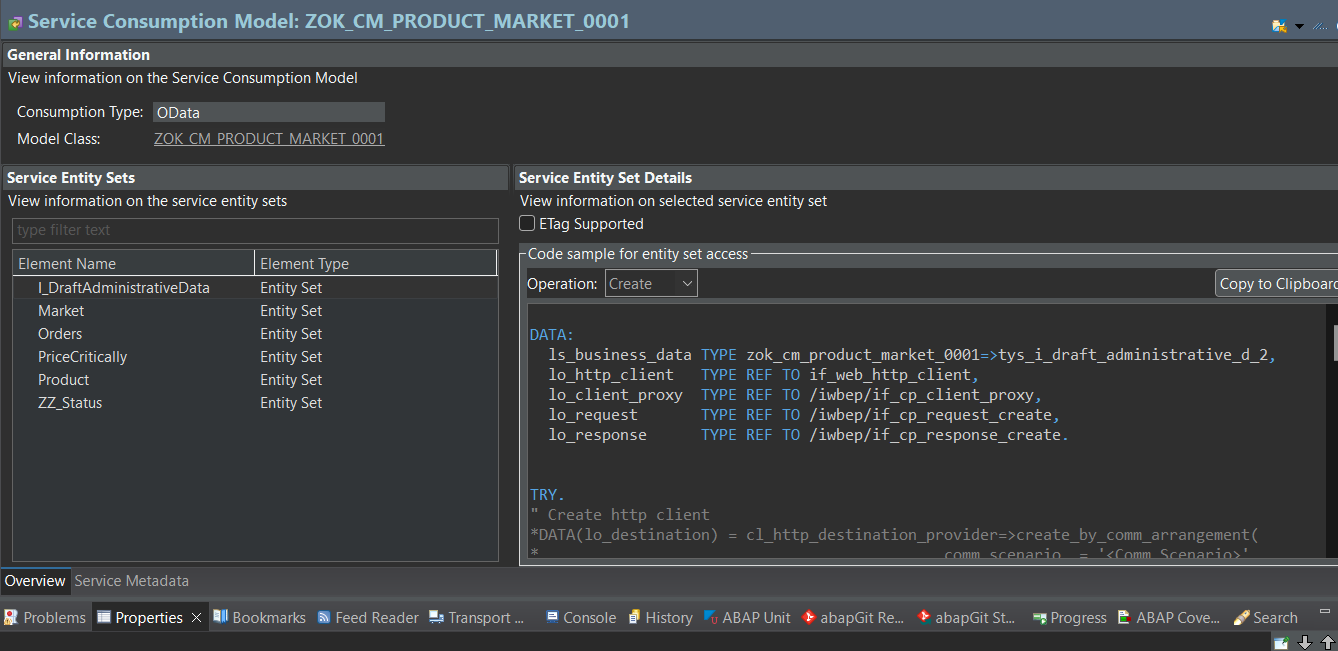 Service Consumption Model: ZOK_CM_PRODUCT_MARKET_0001
General Information
View information on the Service Consumption Model
Consumption Type: OData
Model Class: ZOK_CM_PRODUCT_MARKET_0001
Service Entity Sets
View information on the service entity sets
type filter text
Element Name Element Type
I_DraftAdministrativeData Entity Set
Market Entity Set
Orders Entity Set
PriceCritically Entity Set
Product Entity Set
ZZ_Status Entity Set
Service Entity Set Details
View information on selected service entity set
ETag Supported
Code sample for entity set access
Operation: Create Copy to Clipboard
DATA:
ls_business_data TYPE zok_cm_product_market_0001=>tys_i_draft_administrative_d_2,
lo_http_client TYPE REF TO if_web_http_client,
lo_client_proxy TYPE REF TO /iwbep/if_cp_client_proxy,
lo_request TYPE REF TO /iwbep/if_cp_request_create,
lo_response TYPE REF TO /iwbep/if_cp_response_create.
TRY.
" Create http client
*DATA(lo_destination) = cl_http_destination_provider=>create_by_comm_arrangement(
* comm_scenario = '<Comm Scenario>'
Overview Service Metadata
Problems Properties Bookmarks Feed Reader Transport ... Console History ABAP Unit abapGit Re... abapGit St... Progress ABAP Cove... Search